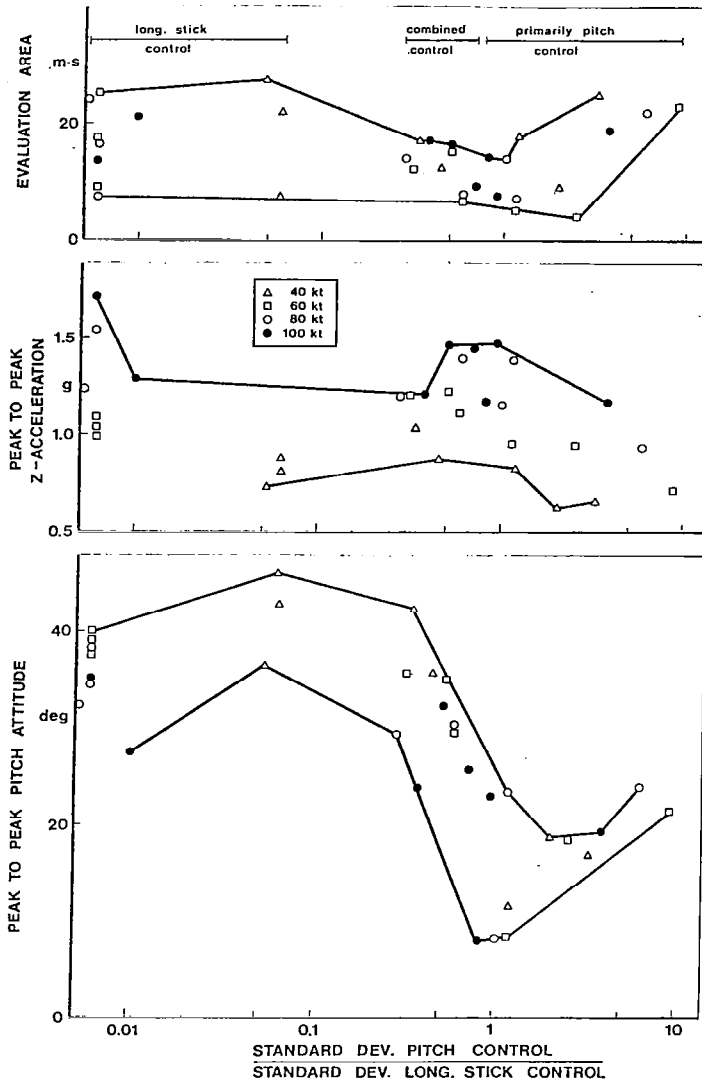 long. stick
control
combined
control
primarily pitch
control
EVALUATION AREA
m-s
20
0
PEAK TO PEAK
Z-ACCELERATION
g
1.5
1.0
0.5
40 kt
60 kt
80 kt
100 kt
PEAK TO PEAK PITCH ATTITUDE
deg
40
20
0
0.01
0.1
1
10
STANDARD DEV. PITCH CONTROL
STANDARD DEV. LONG. STICK CONTROL